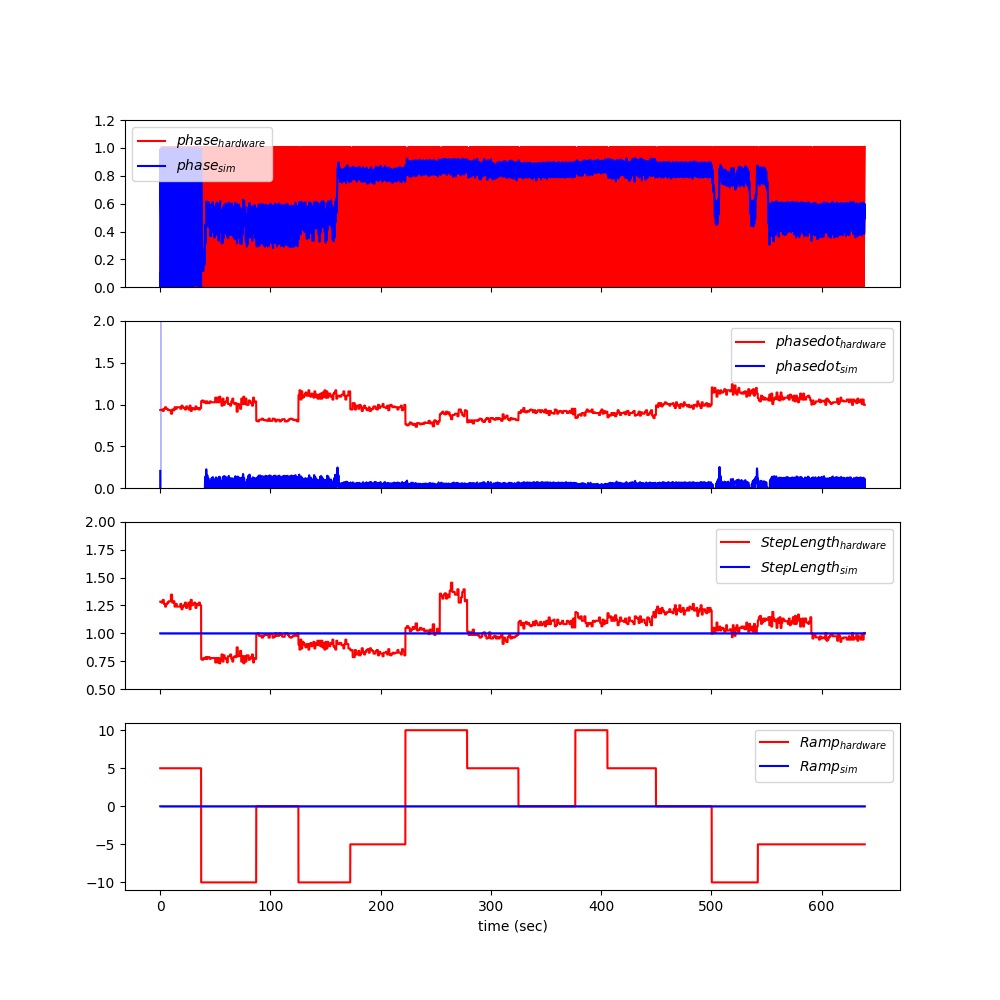 1.2
1.0
0.8
0.6
0.4
0.2
0.0
phase_hardware
phase_sim
2.0
1.5
1.0
0.5
0.0
phasedot_hardware
phasedot_sim
2.00
1.75
1.50
1.25
1.00
0.75
0.50
StepLength_hardware
StepLength_sim
10
5
0
−5
−10
Ramp_hardware
Ramp_sim
0 100 200 300 400 500 600
time (sec)